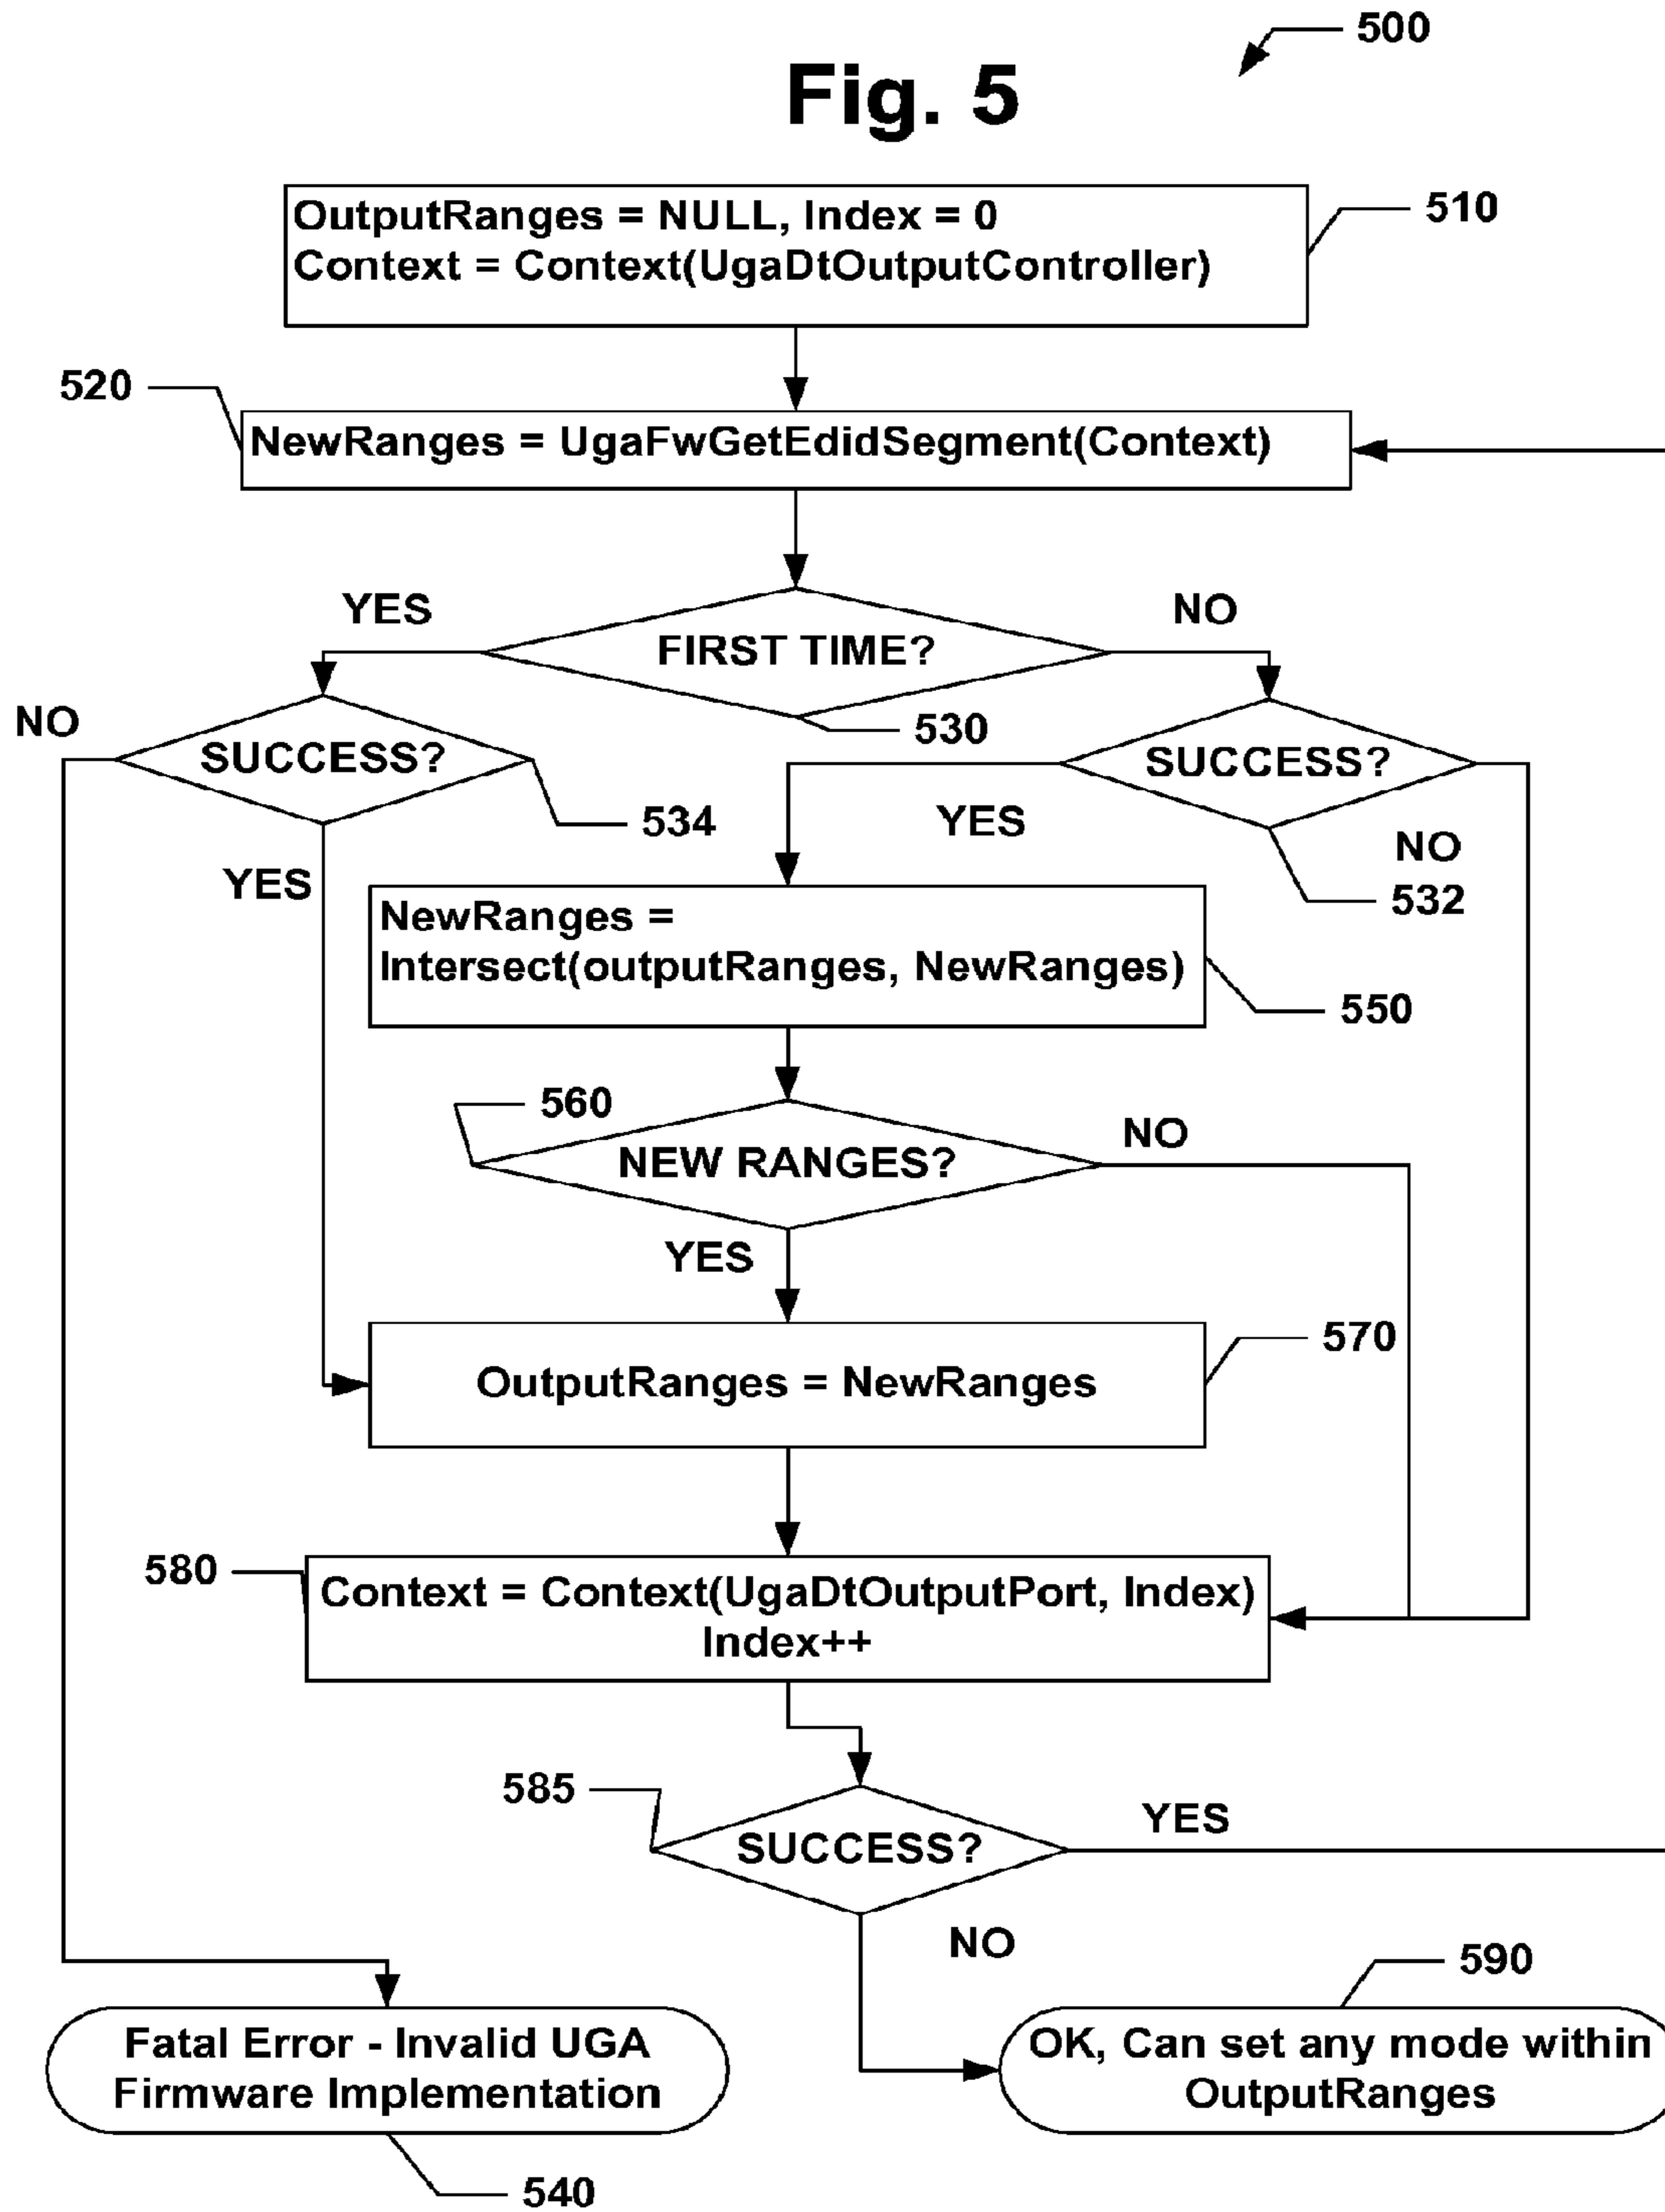 500
Fig. 5
OutputRanges = NULL, Index = 0
Context = Context(UgaDtOutputController)
510
520
NewRanges = UgaFwGetEdidSegment(Context)
YES
NO
FIRST TIME?
530
NO
SUCCESS?
534
SUCCESS?
YES
NO
532
YES
NewRanges =
Intersect(outputRanges, NewRanges)
550
560
NO
NEW RANGES?
YES
570
OutputRanges = NewRanges
580
Context = Context(UgaDtOutputPort, Index)
Index++
585
YES
SUCCESS?
NO
590
Fatal Error - Invalid UGA
Firmware Implementation
OK, Can set any mode within
OutputRanges
540